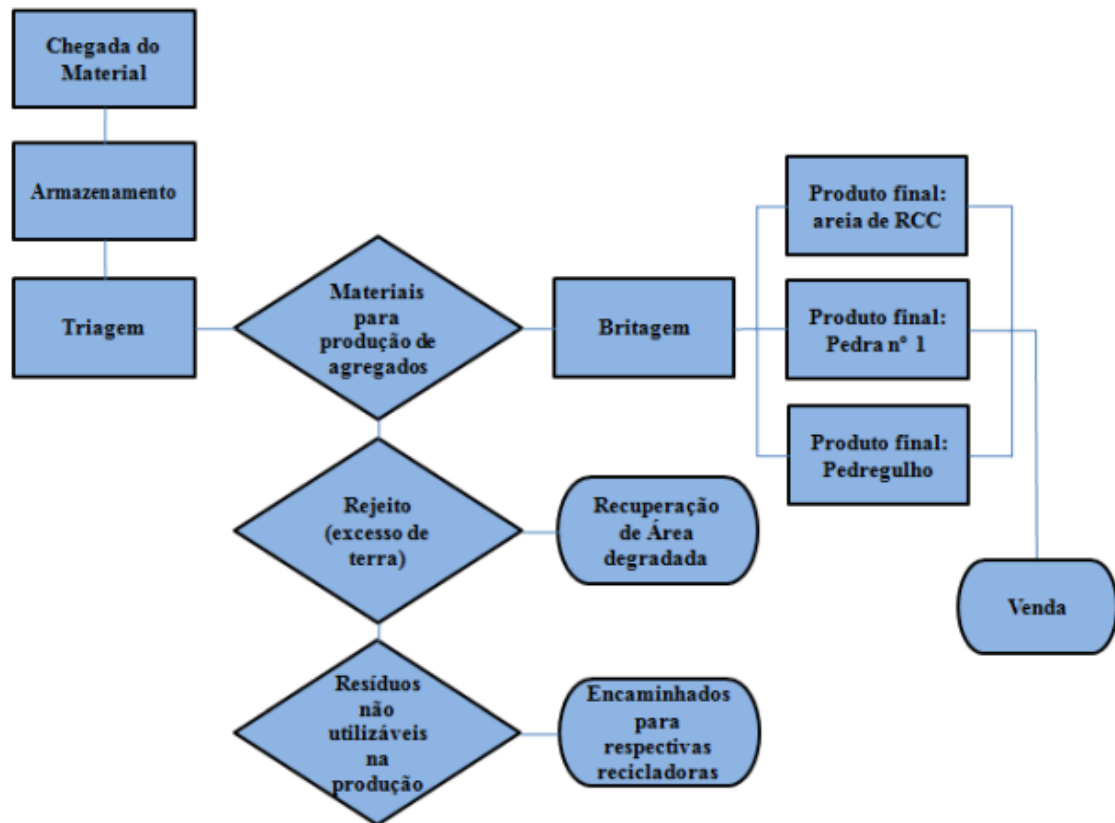 Chegada do
Material
Armazenamento
Triagem
Materiais
para
produção de
agregados
Britagem
Produto final:
areia de RCC
Produto final:
Pedra nº 1
Produto final:
Pedregulho
Rejeito
(excesso de
terra)
Recuperação
de Área
degradada
Venda
Resíduos
não
utilizáveis
na
produção
Encaminhados
para
respectivas
recicladoras